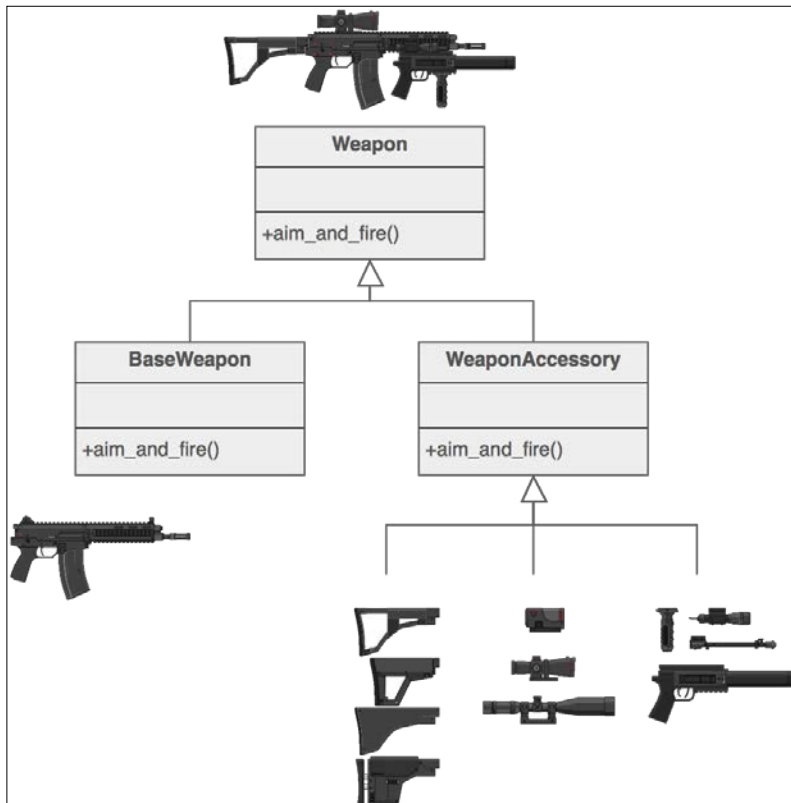 Weapon
+aim_and_fire()
BaseWeapon
+aim_and_fire()
WeaponAccessory
+aim_and_fire()